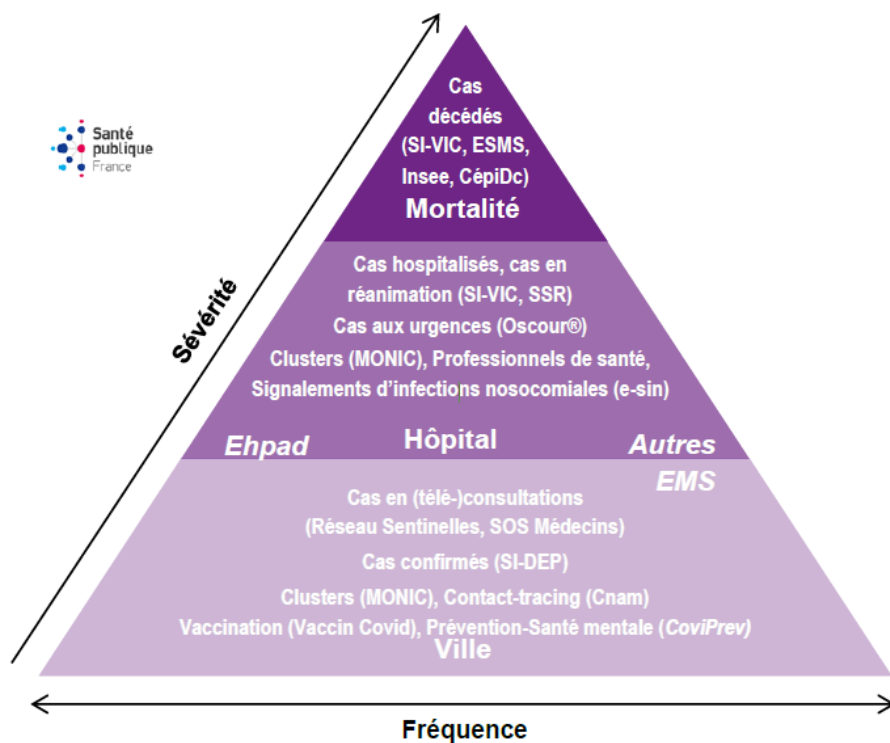 Santé
publique
France
Sévérité
Cas
décédés
(SI-VIC, ESMS,
Insee, CépiDc)
Mortalité
Cas hospitalisés, cas en
réanimation (SI-VIC, SSR)
Cas aux urgences (Oscour®)
Clusters (MONIC), Professionnels de santé,
Signalements d'infections nosocomiales (e-sin)
Ehpad Hôpital Autres
EMS
Cas en (télé-)consultations
(Réseau Sentinelles, SOS Médecins)
Cas confirmés (SI-DEP)
Clusters (MONIC), Contact-tracing (Cnam)
Vaccination (Vaccin Covid), Prévention-Santé mentale (CoviPrev)
Ville
Fréquence